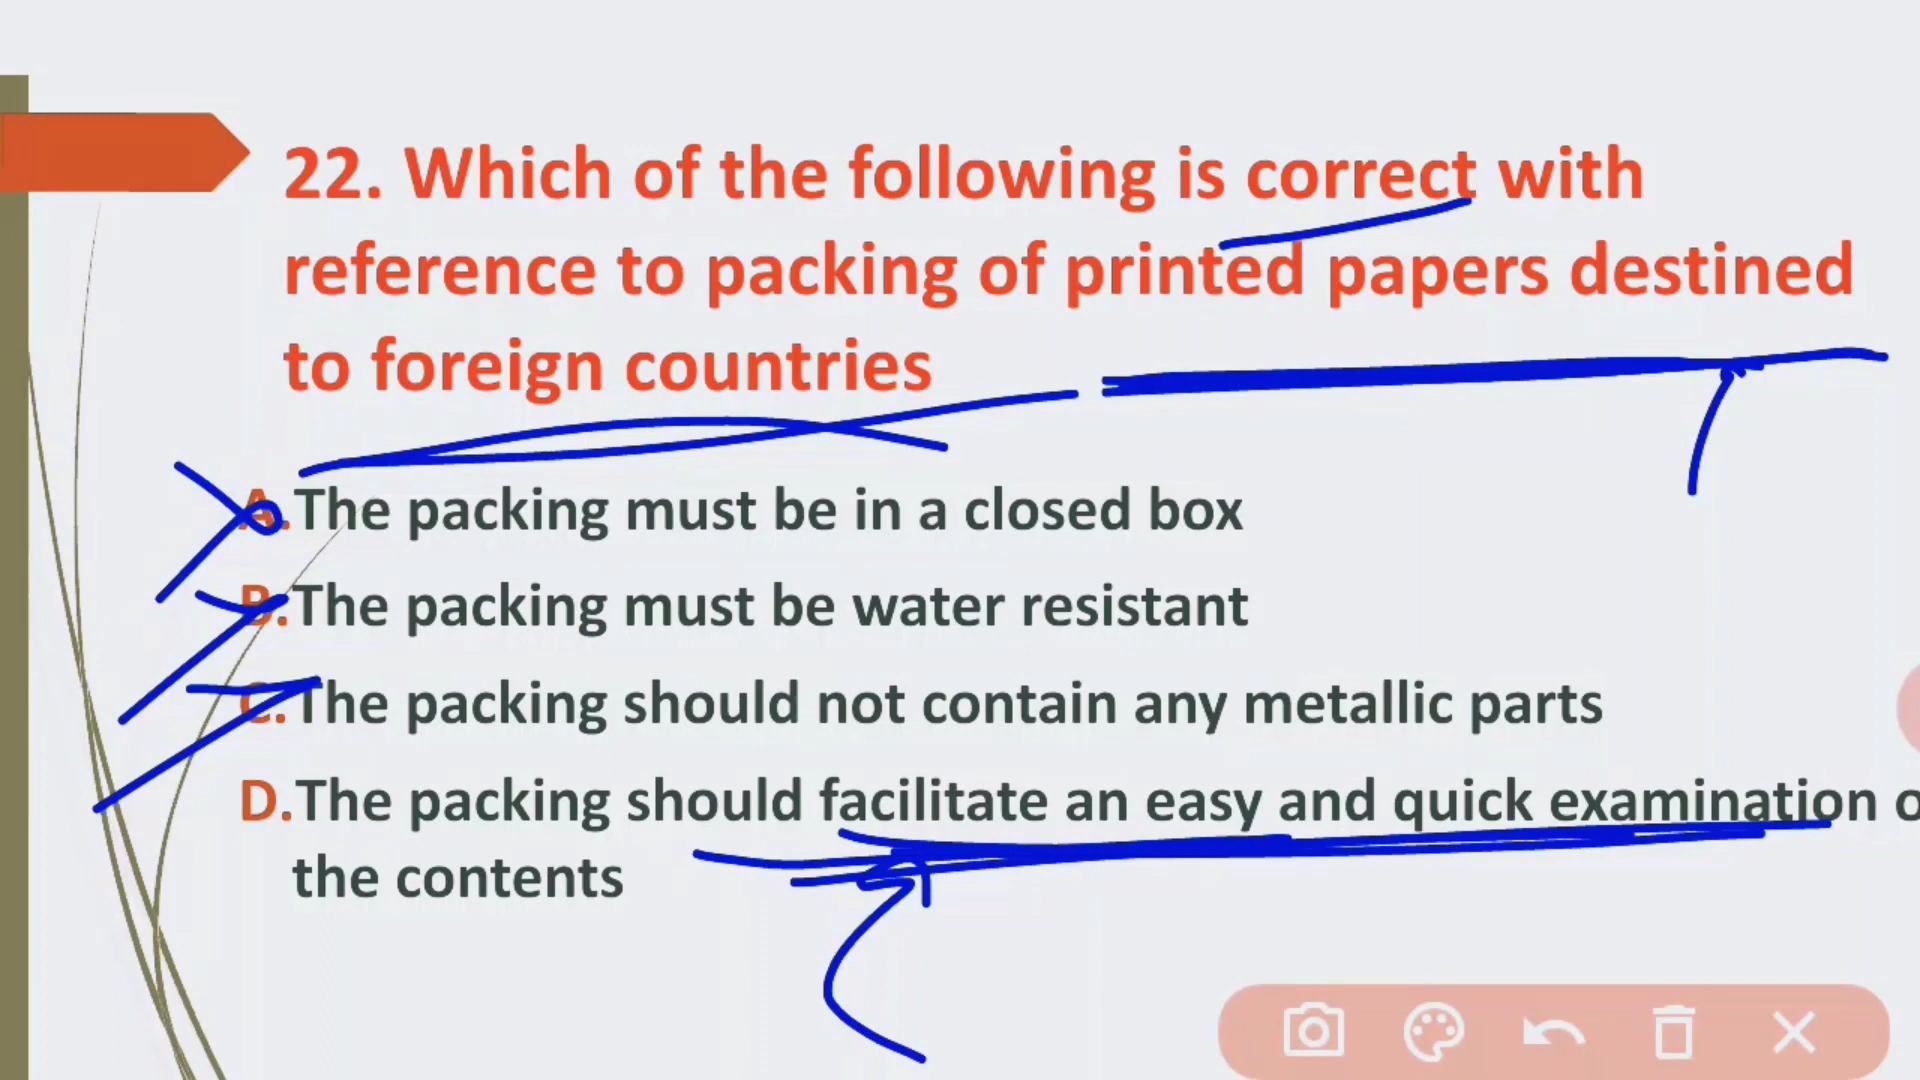 22. Which of the following is correct with
reference to packing of printed papers destined
to foreign countries
A.The packing must be in a closed box
B.The packing must be water resistant
C.The packing should not contain any metallic parts
D.The packing should facilitate an easy and quick examination o
the contents